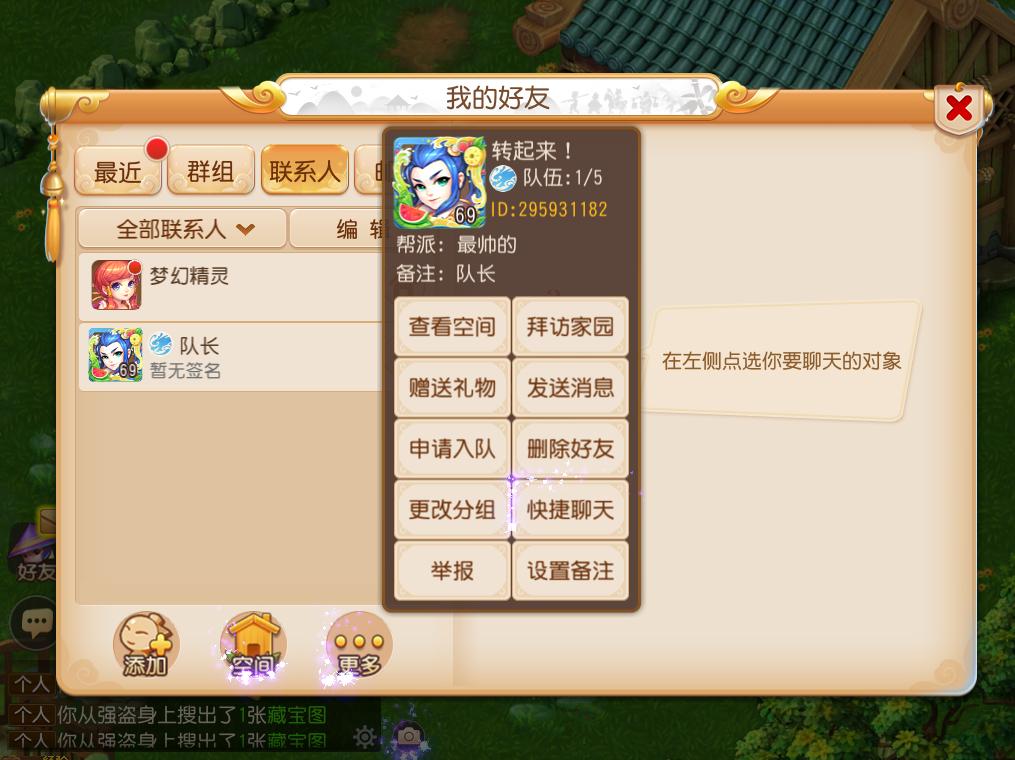 我的好友
最近
群组
联系人
全部联系人
编 辑
梦幻精灵
69
队长
暂无签名
转起来！
队伍:1/5
69
ID:295931182
帮派：最帅的
备注：队长
查看空间
拜访家园
赠送礼物
发送消息
申请入队
删除好友
更改分组
快捷聊天
举报
设置备注
在左侧点选你要聊天的对象
好友
添加
空间
更多
个人
个人 你从强盗身上搜出了1张藏宝图
个人 你从强盗身上搜出了1张藏宝图